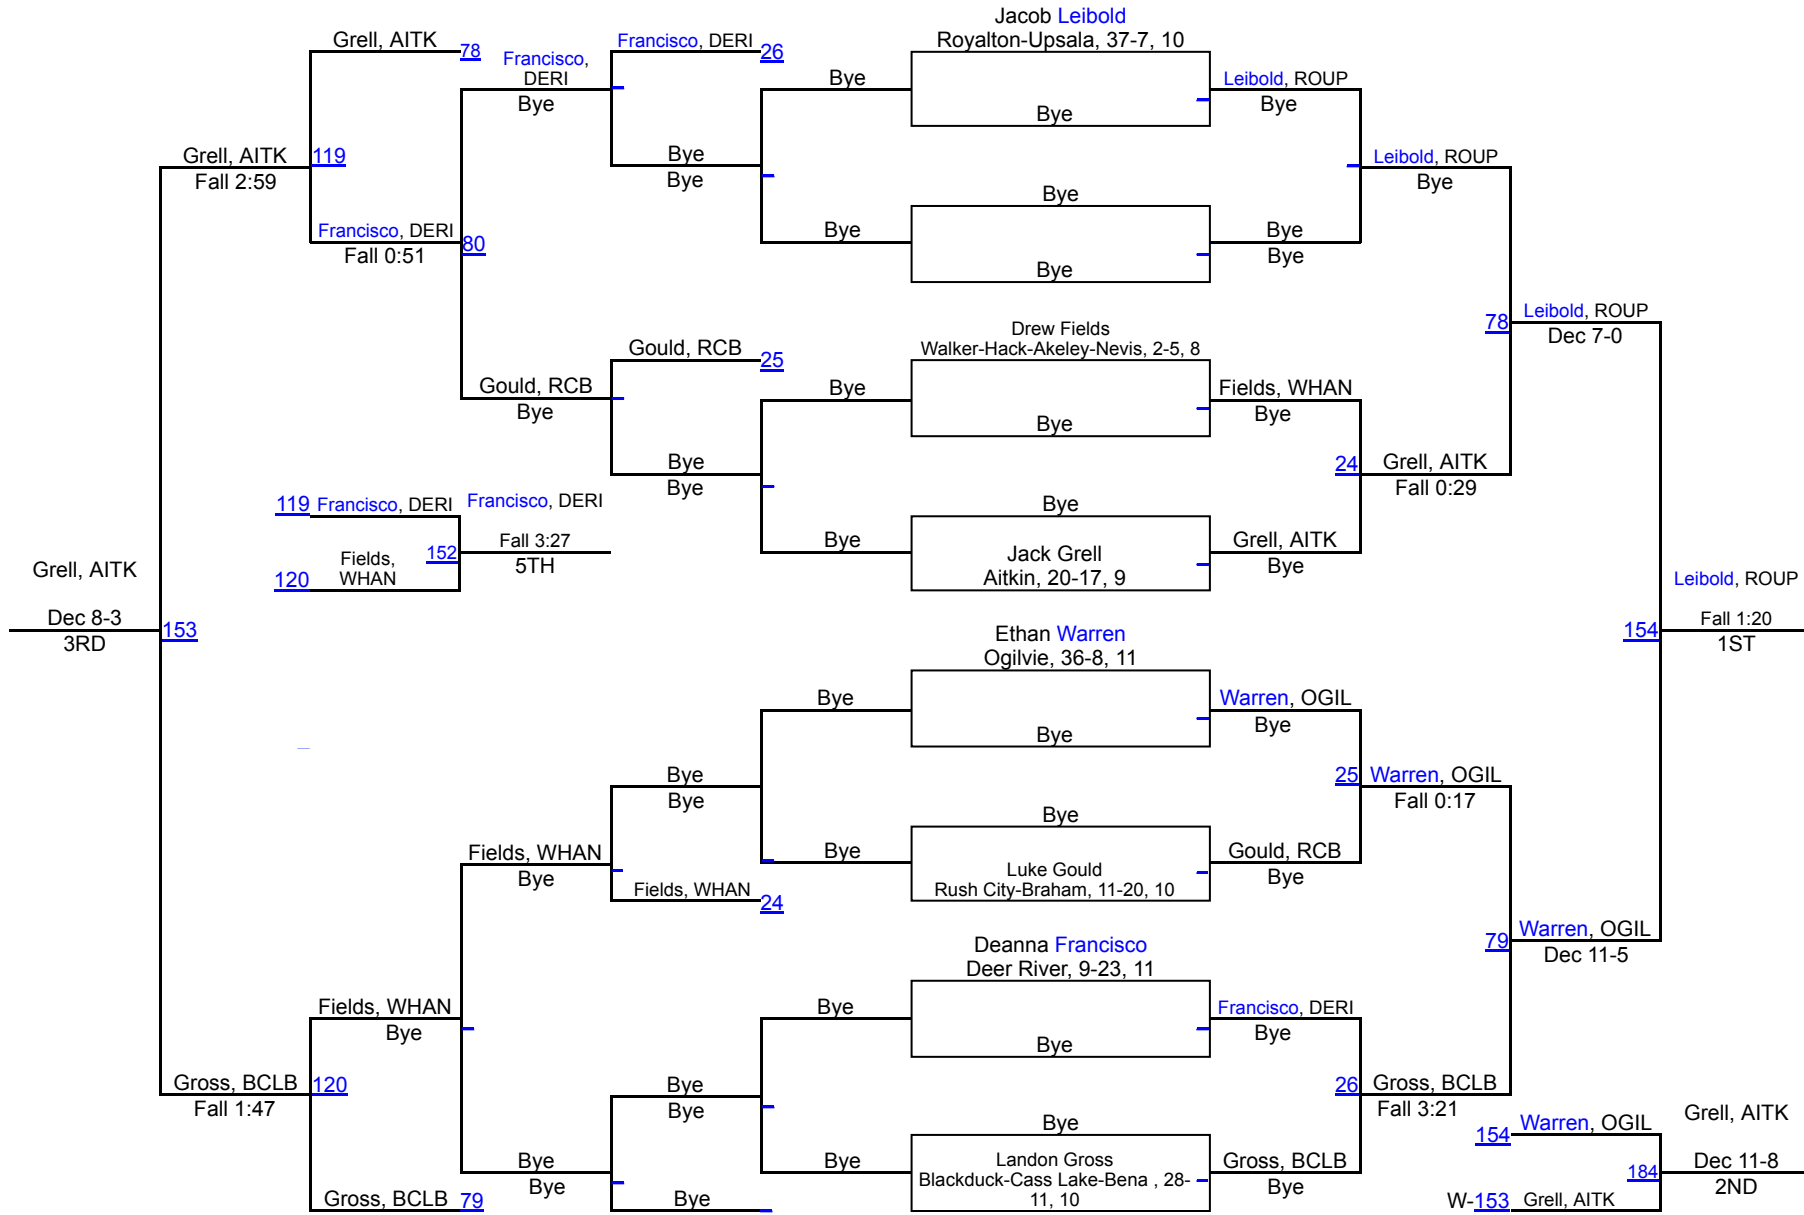 Grell, AITK 78
Francisco,
DERI
Bye
Francisco, DERI 26
Bye
Bye
Bye
Bye
Jacob Leibold
Royalton-Upsala, 37-7, 10
Bye
Bye
Bye
Leibold, ROUP
Bye
Bye
Bye
Leibold, ROUP
Bye
Grell, AITK 119
Fall 2:59
Francisco, DERI 80
Fall 0:51
Gould, RCB
Bye
Gould, RCB 25
Bye
Bye
Bye
Bye
Drew Fields
Walker-Hack-Akeley-Nevis, 2-5, 8
Bye
Bye
Jack Grell
Aitkin, 20-17, 9
Fields, WHAN
Bye
24 Grell, AITK
Fall 0:29
Grell, AITK
Bye
78 Leibold, ROUP
Dec 7-0
119 Francisco, DERI
Francisco, DERI
152 Fall 3:27
5TH
Fields,
WHAN
120
Grell, AITK
Dec 8-3
3RD
153
Leibold, ROUP
154 Fall 1:20
1ST
Ethan Warren
Ogilvie, 36-8, 11
Bye
Bye
Luke Gould
Rush City-Braham, 11-20, 10
Bye
Bye
Bye
Bye
Warren, OGIL
Bye
25 Warren, OGIL
Fall 0:17
Gould, RCB
Bye
Fields, WHAN
Bye
Fields, WHAN 24
Deanna Francisco
Deer River, 9-23, 11
Bye
Bye
Landon Gross
Blackduck-Cass Lake-Bena , 28-
11, 10
79 Warren, OGIL
Dec 11-5
Fields, WHAN
Bye
Bye
Bye
Bye
Bye
Francisco, DERI
Bye
26 Gross, BCLB
Fall 3:21
Gross, BCLB
Bye
Gross, BCLB 120
Fall 1:47
Bye
Bye
Bye
Gross, BCLB 79
154 Warren, OGIL
Grell, AITK
184 Dec 11-8
2ND
W-153 Grell, AITK